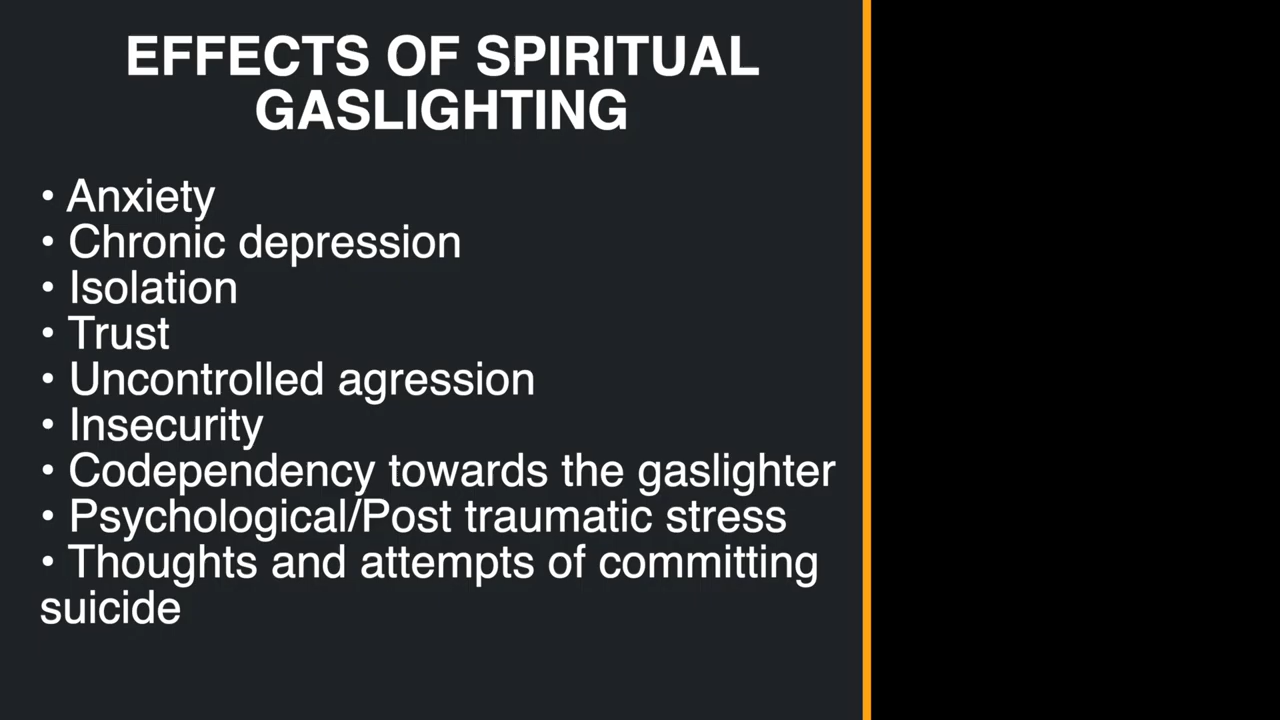 EFFECTS OF SPIRITUAL
GASLIGHTING
• Anxiety
• Chronic depression
• Isolation
• Trust
• Uncontrolled agression
• Insecurity
• Codependency towards the gaslighter
• Psychological/Post traumatic stress
• Thoughts and attempts of committing
suicide